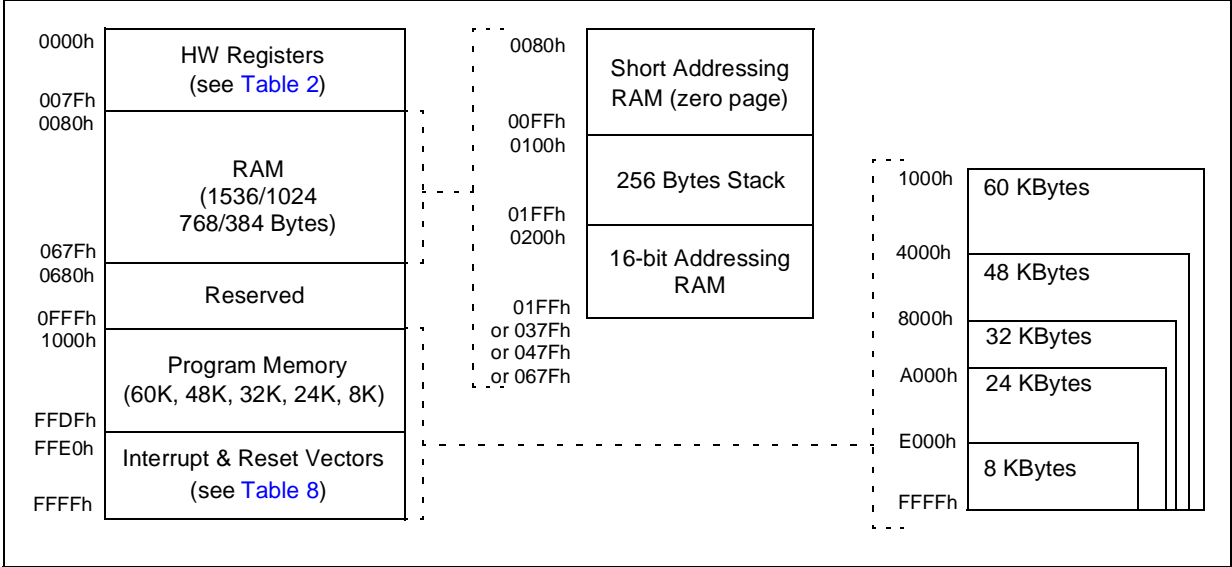 0000h
HW Registers
(see Table 2)
007Fh
0080h
RAM
(1536/1024
768/384 Bytes)
067Fh
0680h
Reserved
0FFFh
1000h
Program Memory
(60K, 48K, 32K, 24K, 8K)
FFDFh
FFE0h
Interrupt & Reset Vectors
(see Table 8)
FFFFh
0080h
Short Addressing
RAM (zero page)
00FFh
0100h
256 Bytes Stack
01FFh
0200h
16-bit Addressing
RAM
01FFh
or 037Fh
or 047Fh
or 067Fh
1000h
60 KBytes
4000h
48 KBytes
8000h
32 KBytes
A000h
24 KBytes
E000h
8 KBytes
FFFFh